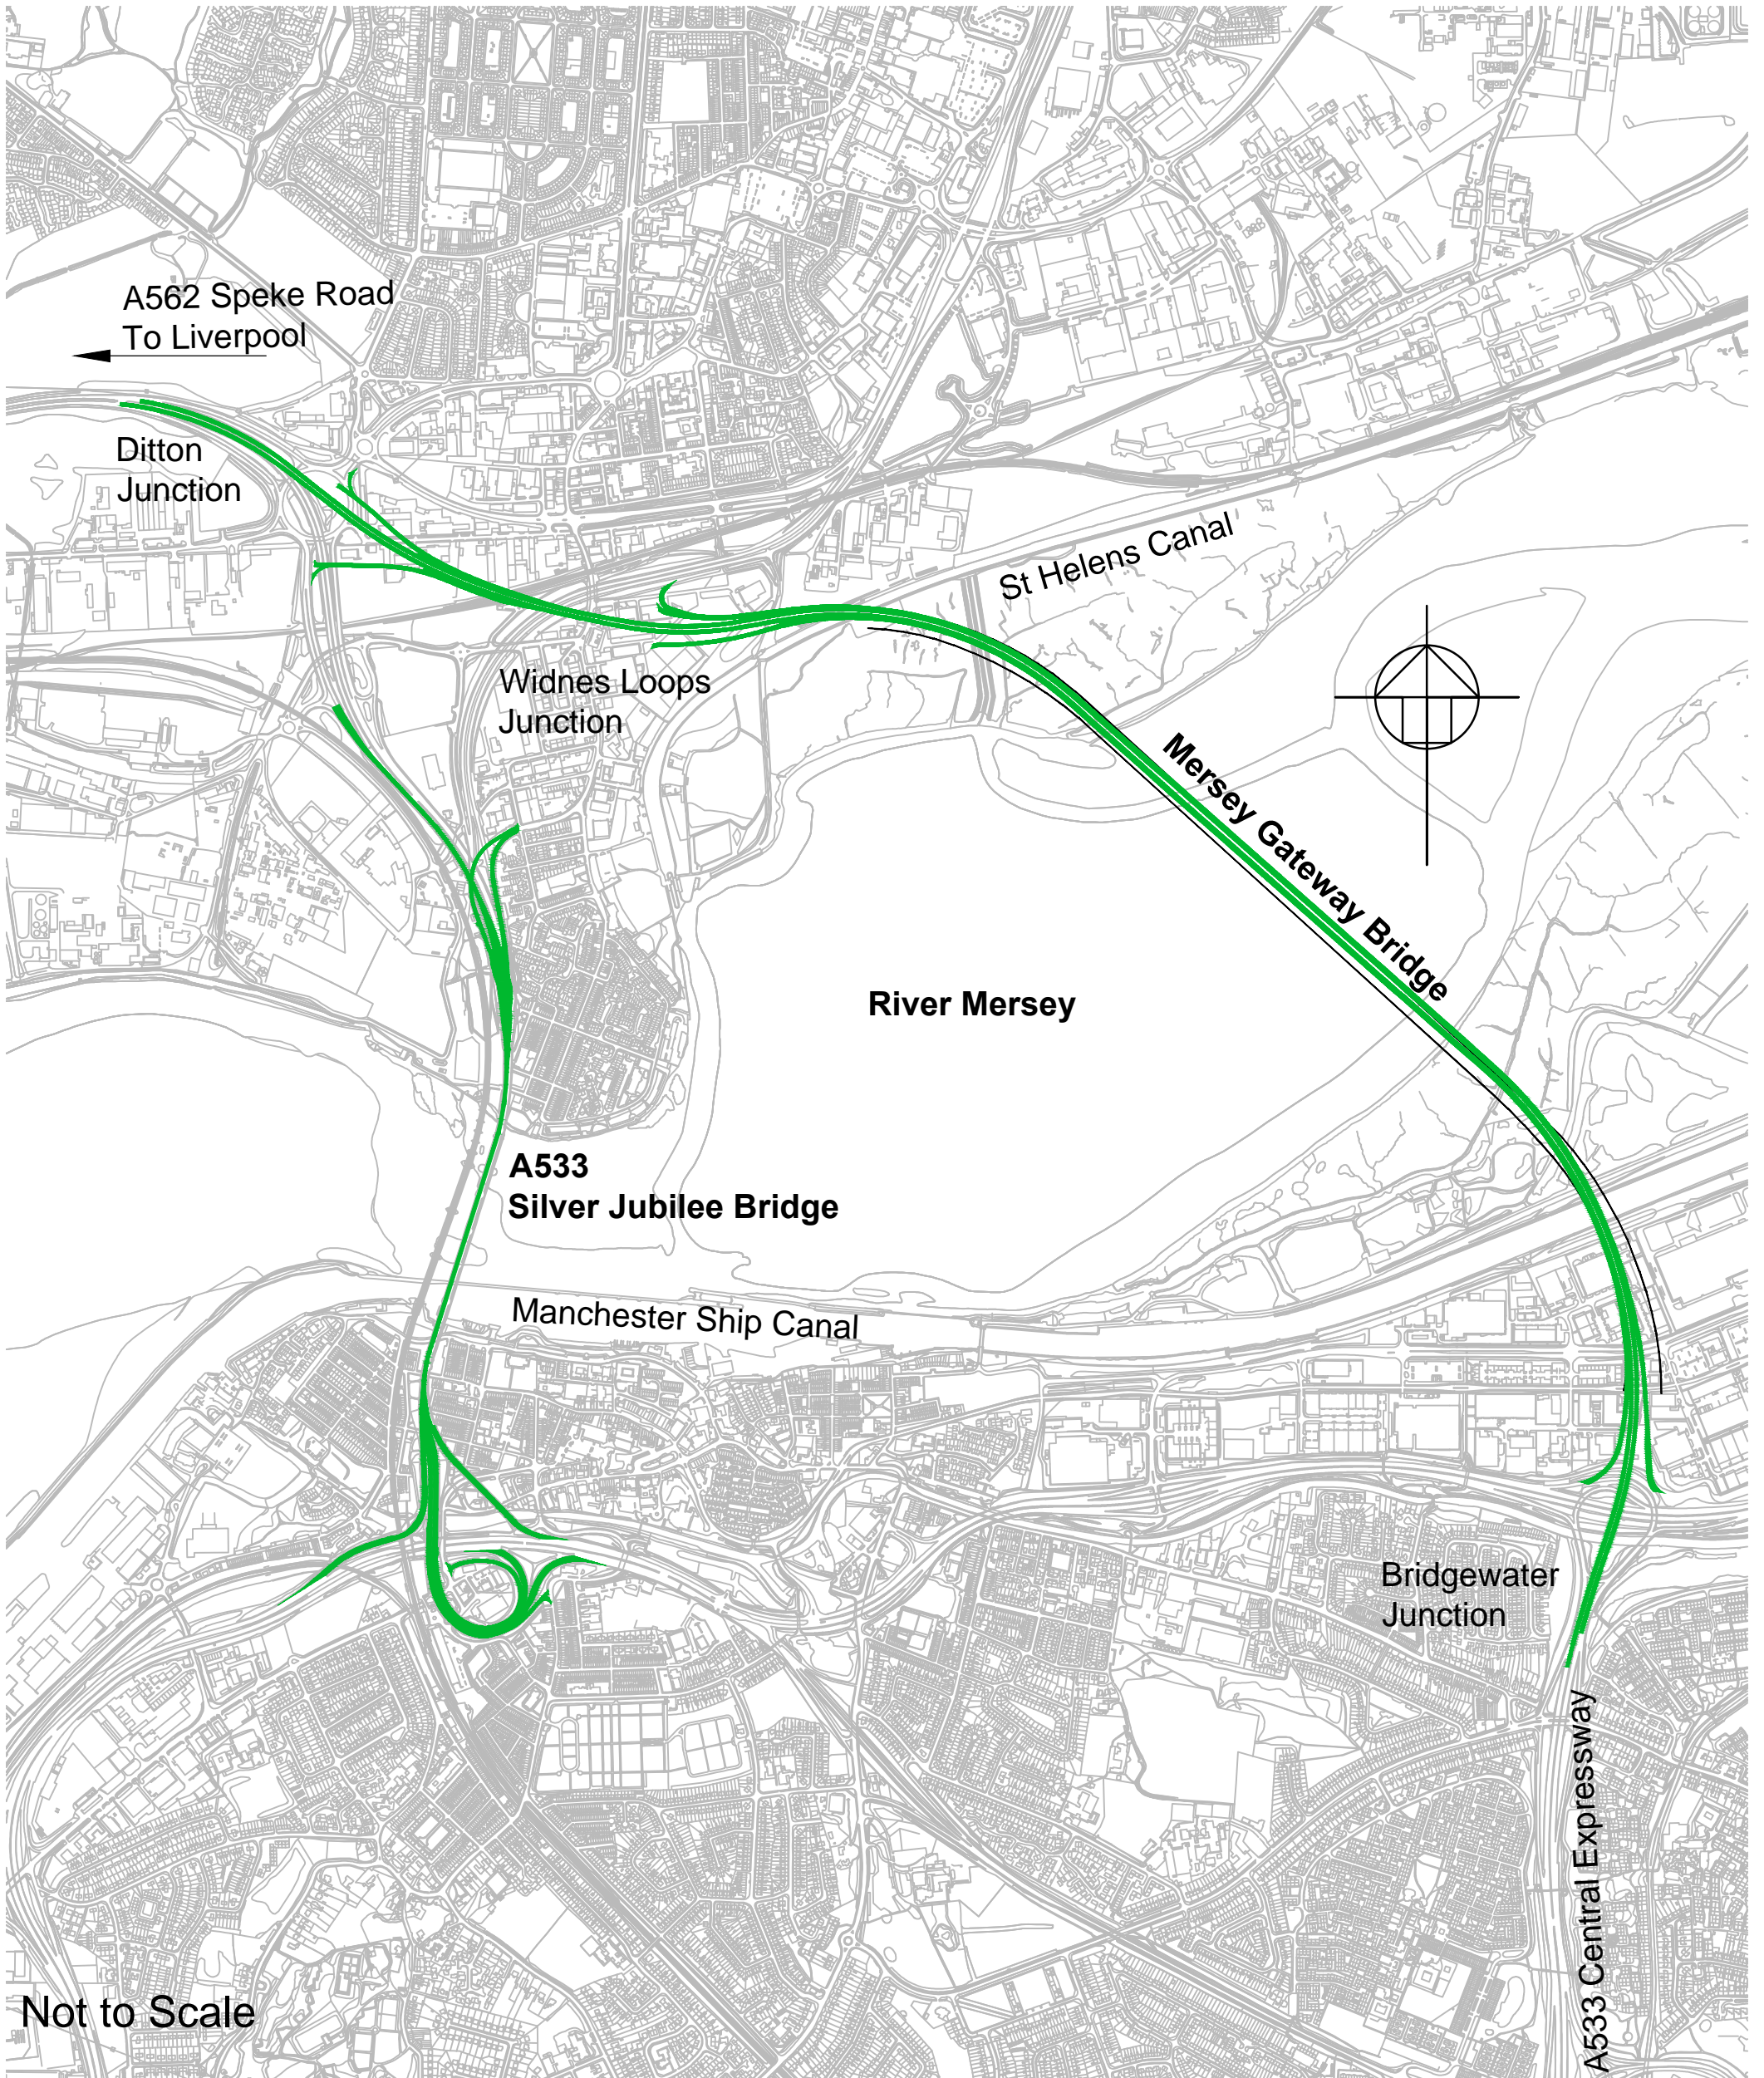 A562 Speke Road
To Liverpool
Ditton
Junction
St Helens Canal
Widnes Loops
Junction
Mersey Gateway Bridge
River Mersey
A533
Silver Jubilee Bridge
Manchester Ship Canal
Bridgewater
Junction
A533 Central Expressway
Not to Scale